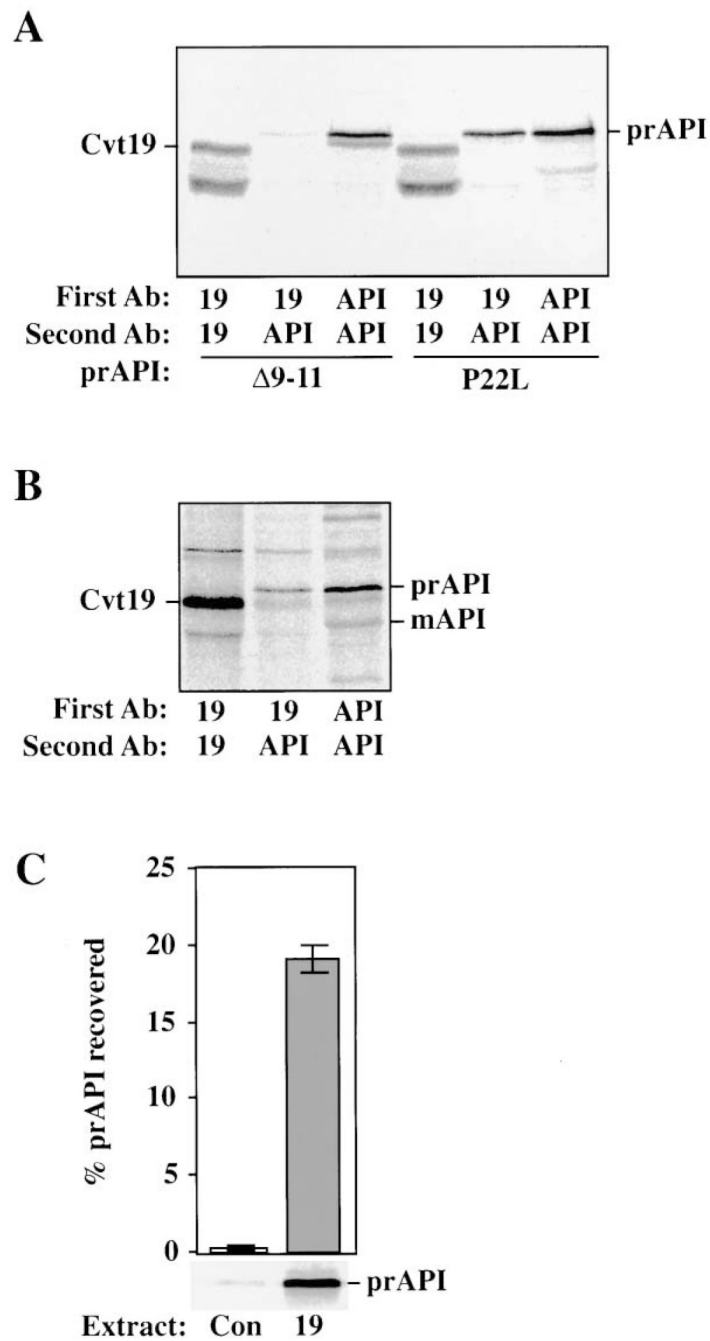 A
Cvt19
prAPI
First Ab: 19 19 API 19 19 API
Second Ab: 19 API API 19 API API
prAPI: Δ9-11 P22L
B
Cvt19
prAPI
mAPI
First Ab: 19 19 API
Second Ab: 19 API API
C
% prAPI recovered
25
20
15
10
5
0
prAPI
Extract: Con 19